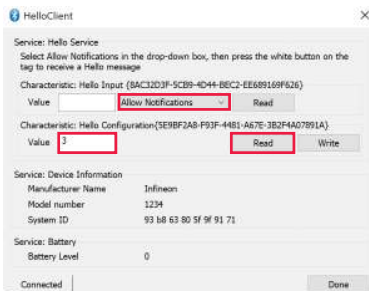 HelloClient
Service: Hello Service
Select Allow Notifications in the drop-down box, then press the white button on the
tag to receive a Hello message
Characteristic: Hello Input {8AC32D3F-5CB9-4D44-BEC2-EE689169F626}
Value Allow Notifications Read
Characteristic: Hello Configuration{5E9BF2A8-F93F-4481-A67E-3B2F4A07891A}
Value 3 Read Write
Service: Device Information
Manufacturer Name Infineon
Model number 1234
System ID 93 b8 63 80 5f 9f 91 71
Service: Battery
Battery Level 0
Connected Done